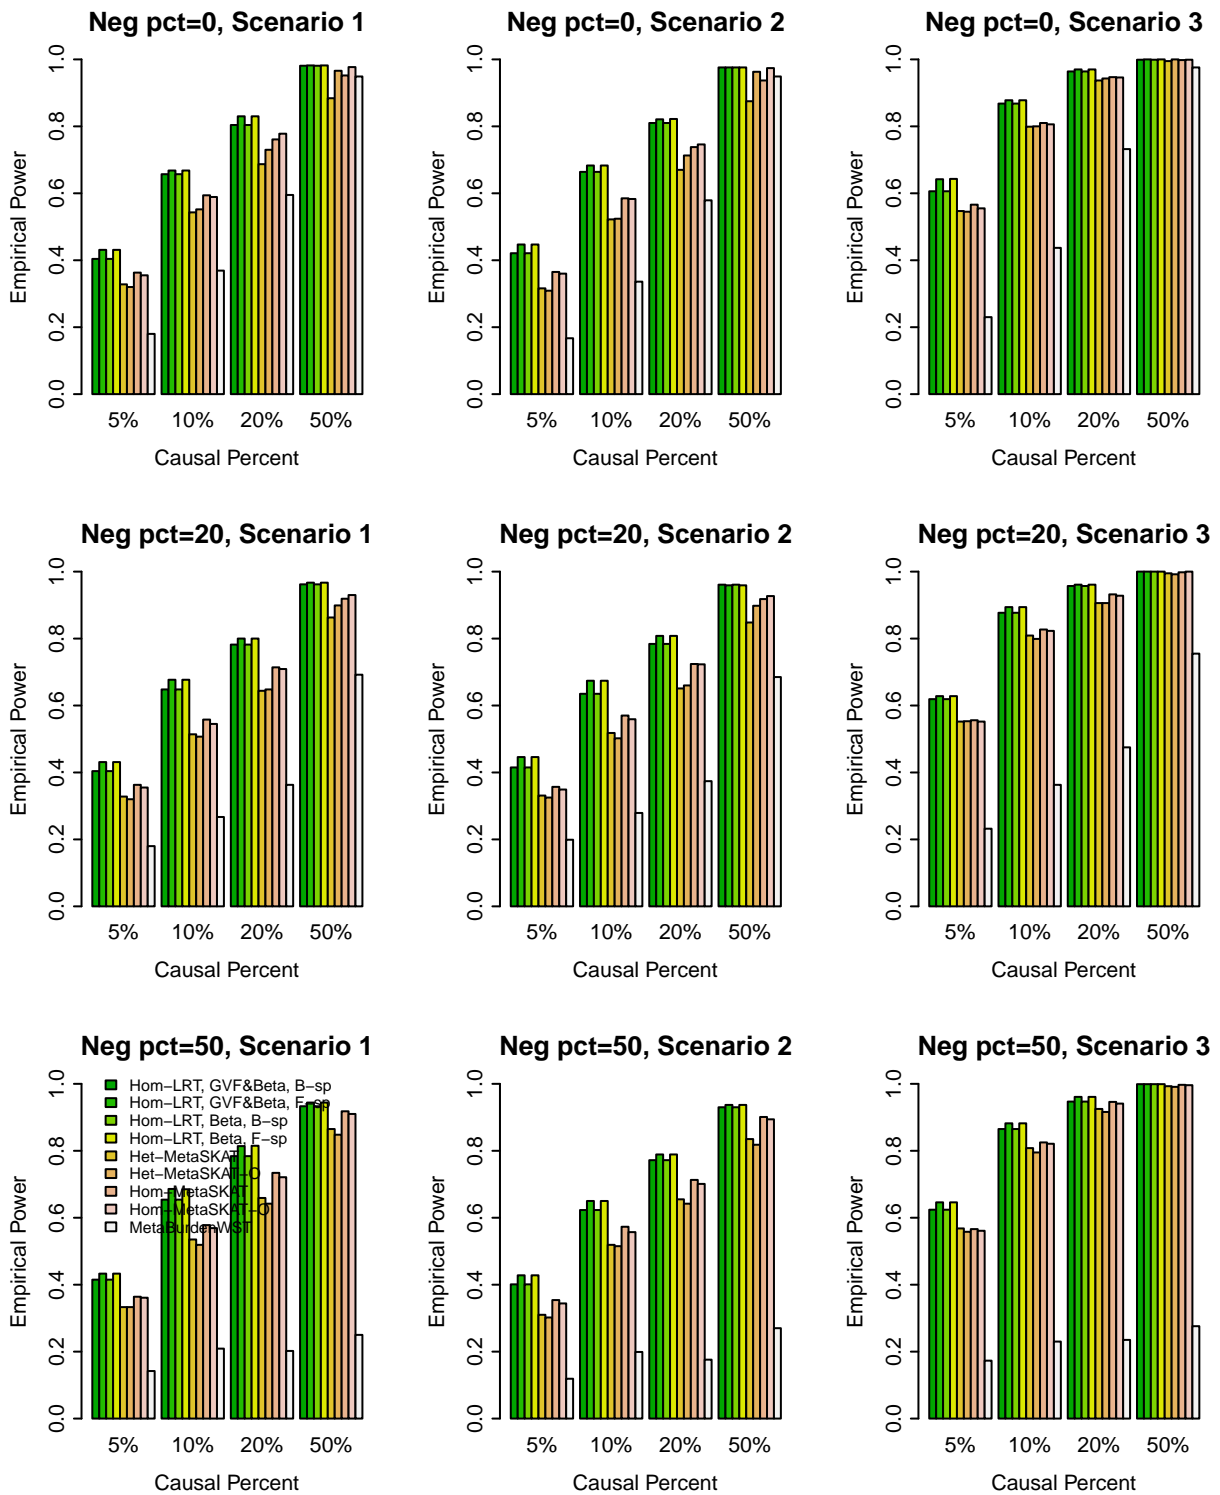 Neg pct=0, Scenario 1
Empirical Power
0.0 0.2 0.4 0.6 0.8 1.0
5% 10% 20% 50%
Causal Percent
Neg pct=0, Scenario 2
Empirical Power
0.0 0.2 0.4 0.6 0.8 1.0
5% 10% 20% 50%
Causal Percent
Neg pct=0, Scenario 3
Empirical Power
0.0 0.2 0.4 0.6 0.8 1.0
5% 10% 20% 50%
Causal Percent
Neg pct=20, Scenario 1
Empirical Power
0.0 0.2 0.4 0.6 0.8 1.0
5% 10% 20% 50%
Causal Percent
Neg pct=20, Scenario 2
Empirical Power
0.0 0.2 0.4 0.6 0.8 1.0
5% 10% 20% 50%
Causal Percent
Neg pct=20, Scenario 3
Empirical Power
0.0 0.2 0.4 0.6 0.8 1.0
5% 10% 20% 50%
Causal Percent
Neg pct=50, Scenario 1
Empirical Power
0.0 0.2 0.4 0.6 0.8 1.0
Hom−LRT, GVF&Beta, B−sp
Hom−LRT, GVF&Beta, F−sp
Hom−LRT, Beta, B−sp
Hom−LRT, Beta, F−sp
Het−MetaSKAT
Het−MetaSKAT−O
Hom−MetaSKAT
Hom−MetaSKAT−O
MetaBurdenWST
5% 10% 20% 50%
Causal Percent
Neg pct=50, Scenario 2
Empirical Power
0.0 0.2 0.4 0.6 0.8 1.0
5% 10% 20% 50%
Causal Percent
Neg pct=50, Scenario 3
Empirical Power
0.0 0.2 0.4 0.6 0.8 1.0
5% 10% 20% 50%
Causal Percent